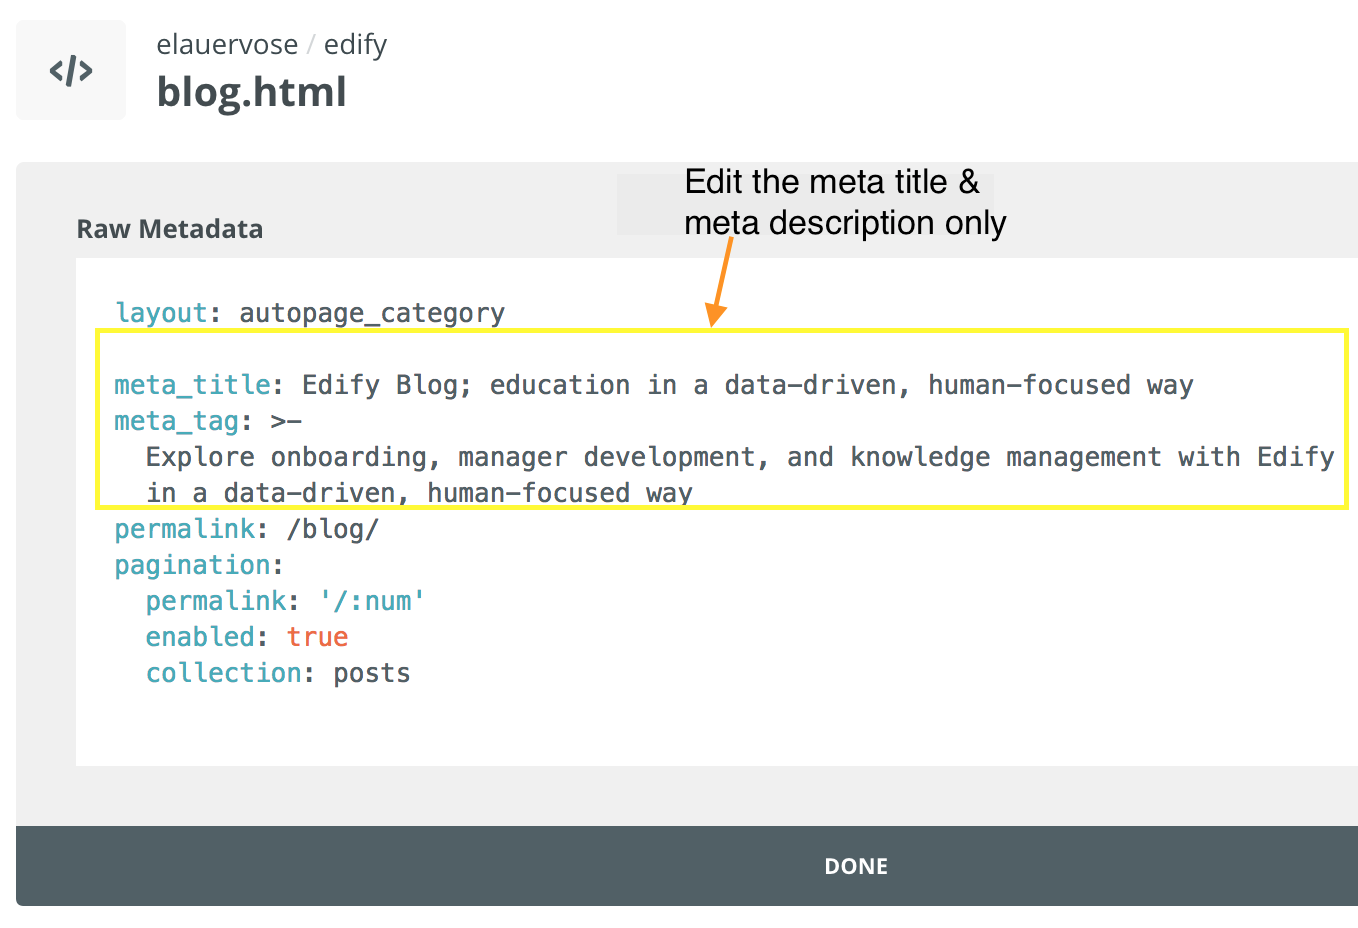 </>
elauervose / edify
blog.html
Edit the meta title &
meta description only
Raw Metadata
layout: autopage_category
meta_title: Edify Blog; education in a data-driven, human-focused way
meta_tag: >-
Explore onboarding, manager development, and knowledge management with Edify
in a data-driven, human-focused way
permalink: /blog/
pagination:
permalink: '/:num'
enabled: true
collection: posts
DONE